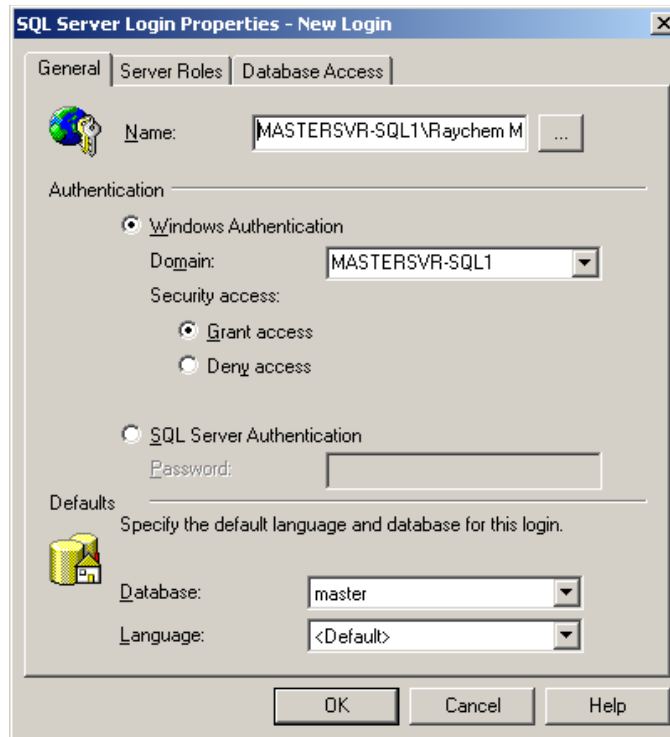 SQL Server Login Properties - New Login
General Server Roles Database Access
Name: MASTERSVR-SQL1\Raychem M ...
Authentication
Windows Authentication
Domain: MASTERSVR-SQL1
Security access:
Grant access
Deny access
SQL Server Authentication
Password:
Defaults
Specify the default language and database for this login.
Database: master
Language: <Default>
OK Cancel Help